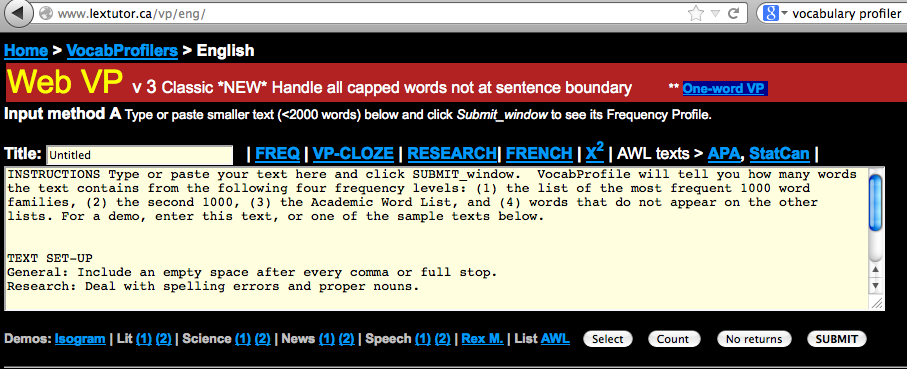 www.lextutor.ca/vp/eng/ vocabulary profiler
Home > VocabProfilers > English
Web VP v 3 Classic *NEW* Handle all capped words not at sentence boundary ** One-word VP
Input method A Type or paste smaller text (<2000 words) below and click Submit_window to see its Frequency Profile.
Title: Untitled | FREQ | VP-CLOZE | RESEARCH | FRENCH | X2 | AWL texts > APA, StatCan |
INSTRUCTIONS Type or paste your text here and click SUBMIT_window. VocabProfile will tell you how many words
the text contains from the following four frequency levels: (1) the list of the most frequent 1000 word
families, (2) the second 1000, (3) the Academic Word List, and (4) words that do not appear on the other
lists. For a demo, enter this text, or one of the sample texts below.
TEXT SET-UP
General: Include an empty space after every comma or full stop.
Research: Deal with spelling errors and proper nouns.
Demos: Isogram | Lit (1) (2) | Science (1) (2) | News (1) (2) | Speech (1) (2) | Rex M. | List AWL Select Count No returns SUBMIT